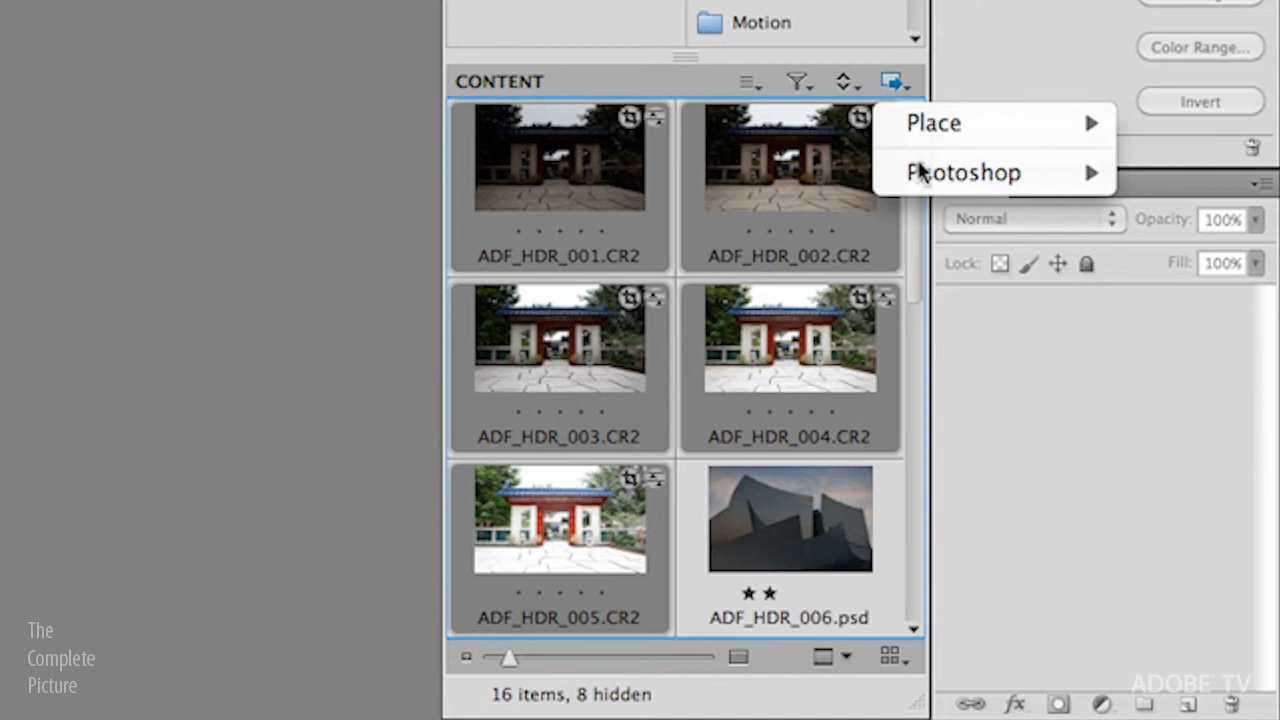 Motion
Color Range...
CONTENT
Invert
Place
Photoshop
Normal
Opacity: 100%
ADF_HDR_001.CR2
ADF_HDR_002.CR2
Lock:
Fill: 100%
ADF_HDR_003.CR2
ADF_HDR_004.CR2
ADF_HDR_005.CR2
ADF_HDR_006.psd
The
Complete
Picture
16 items, 8 hidden
ADOBE TV